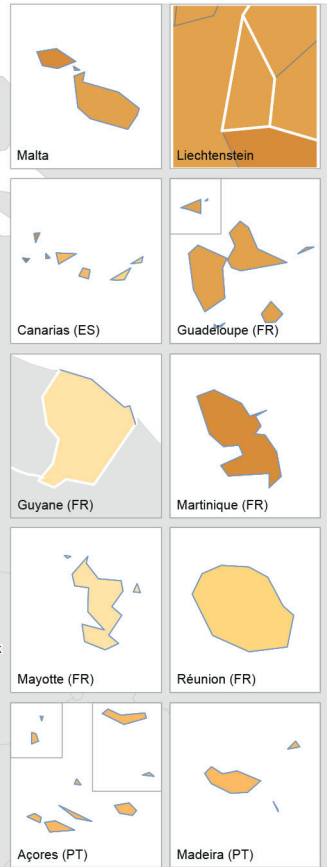 Malta
Liechtenstein
Canarias (ES)
Guadeloupe (FR)
Guyane (FR)
Martinique (FR)
Mayotte (FR)
Réunion (FR)
Açores (PT)
Madeira (PT)